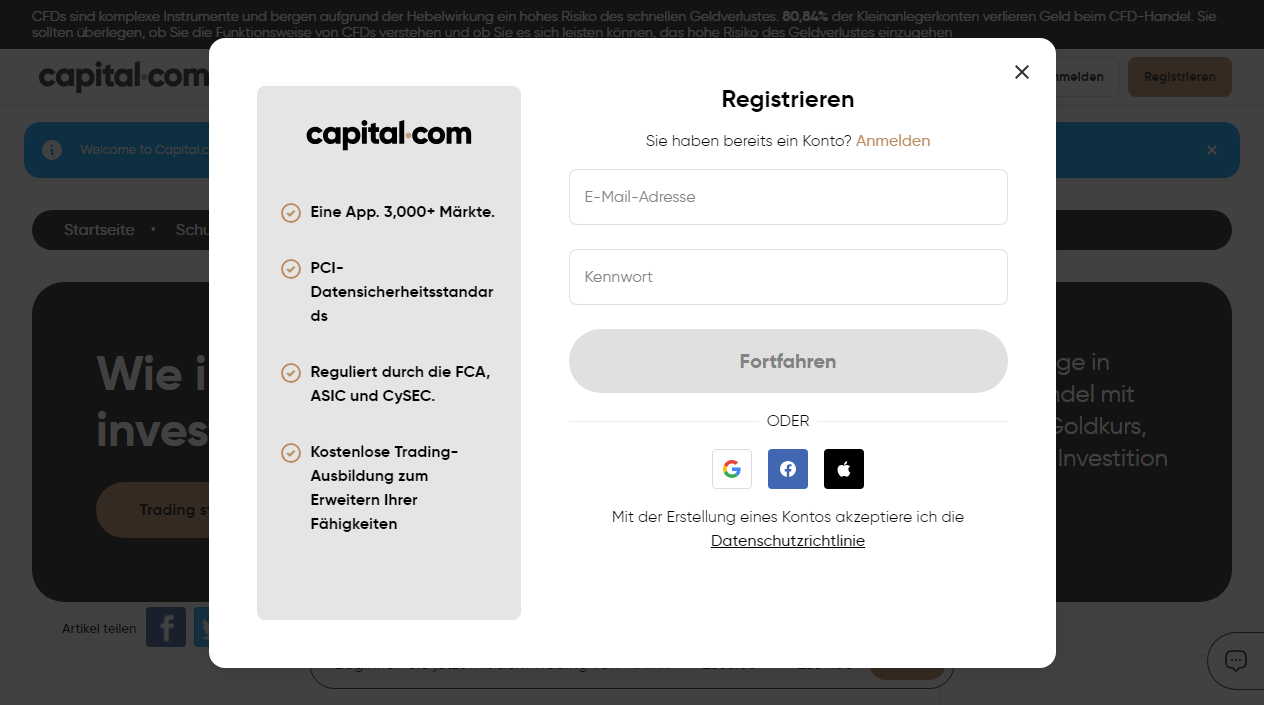 CFDs sind komplexe Instrumente und bergen aufgrund der Hebelwirkung ein hohes Risiko des schnellen Geldverlustes. 80,84% der Kleinanlegerkonten verlieren Geld beim CFD-Handel. Sie
sollten überlegen, ob Sie die Funktionsweise von CFDs verstehen und ob Sie es sich leisten können, das hohe Risiko des Geldverlustes einzugehen
capital.com
Registrieren
Welcome to Capital.c
Startseite • Schu
Wie i
inves
Trading st
ge in
ndel mit
Goldkurs,
Investition
Artikel teilen
capital.com
Eine App. 3,000+ Märkte.
PCI-
Datensicherheitsstandar
ds
Reguliert durch die FCA,
ASIC und CySEC.
Kostenlose Trading-
Ausbildung zum
Erweitern Ihrer
Fähigkeiten
Registrieren
Sie haben bereits ein Konto? Anmelden
E-Mail-Adresse
Kennwort
Fortfahren
ODER
Mit der Erstellung eines Kontos akzeptiere ich die
Datenschutzrichtlinie